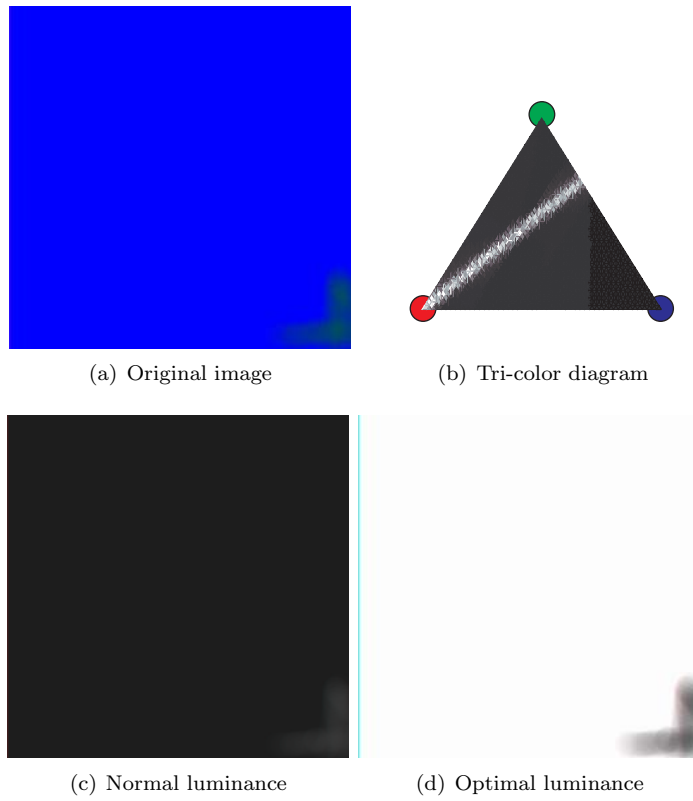 (a) Original image
(b) Tri-color diagram
(c) Normal luminance
(d) Optimal luminance